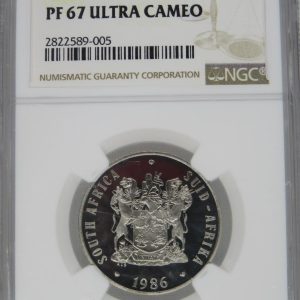 PF 67 ULTRA CAMEO
2822589-005
NUMISMATIC GUARANTY CORPORATION
NGC
SOUTH AFRICA SUID-AFRIKA
1986